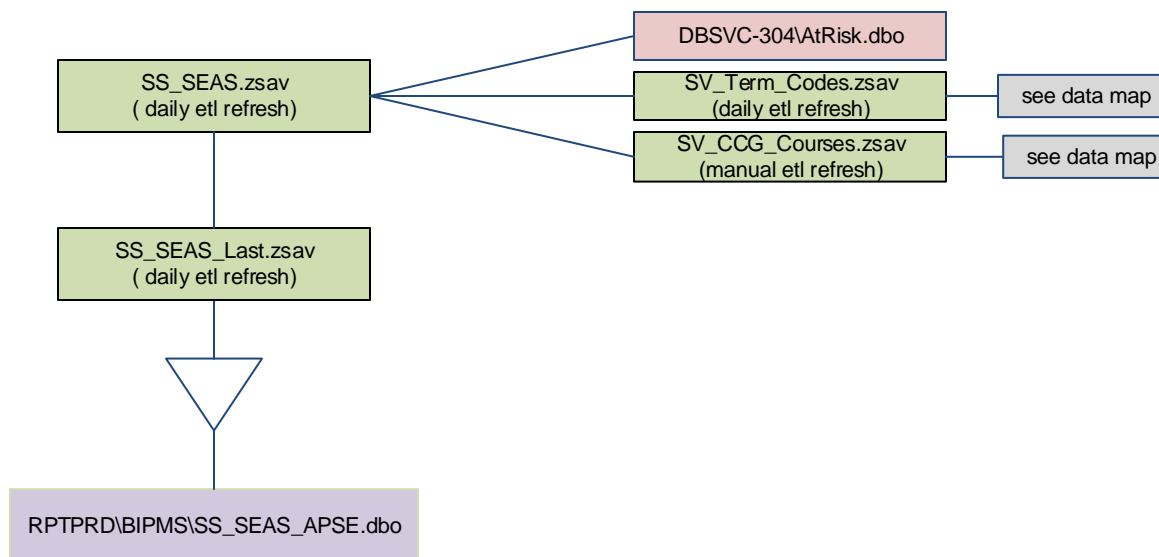 DBSVC-304\AtRisk.dbo
SS_SEAS.zsav
( daily etl refresh)
SV_Term_Codes.zsav
(daily etl refresh)
see data map
SV_CCG_Courses.zsav
(manual etl refresh)
see data map
SS_SEAS_Last.zsav
( daily etl refresh)
RPTPRD\BIPMS\SS_SEAS_APSE.dbo